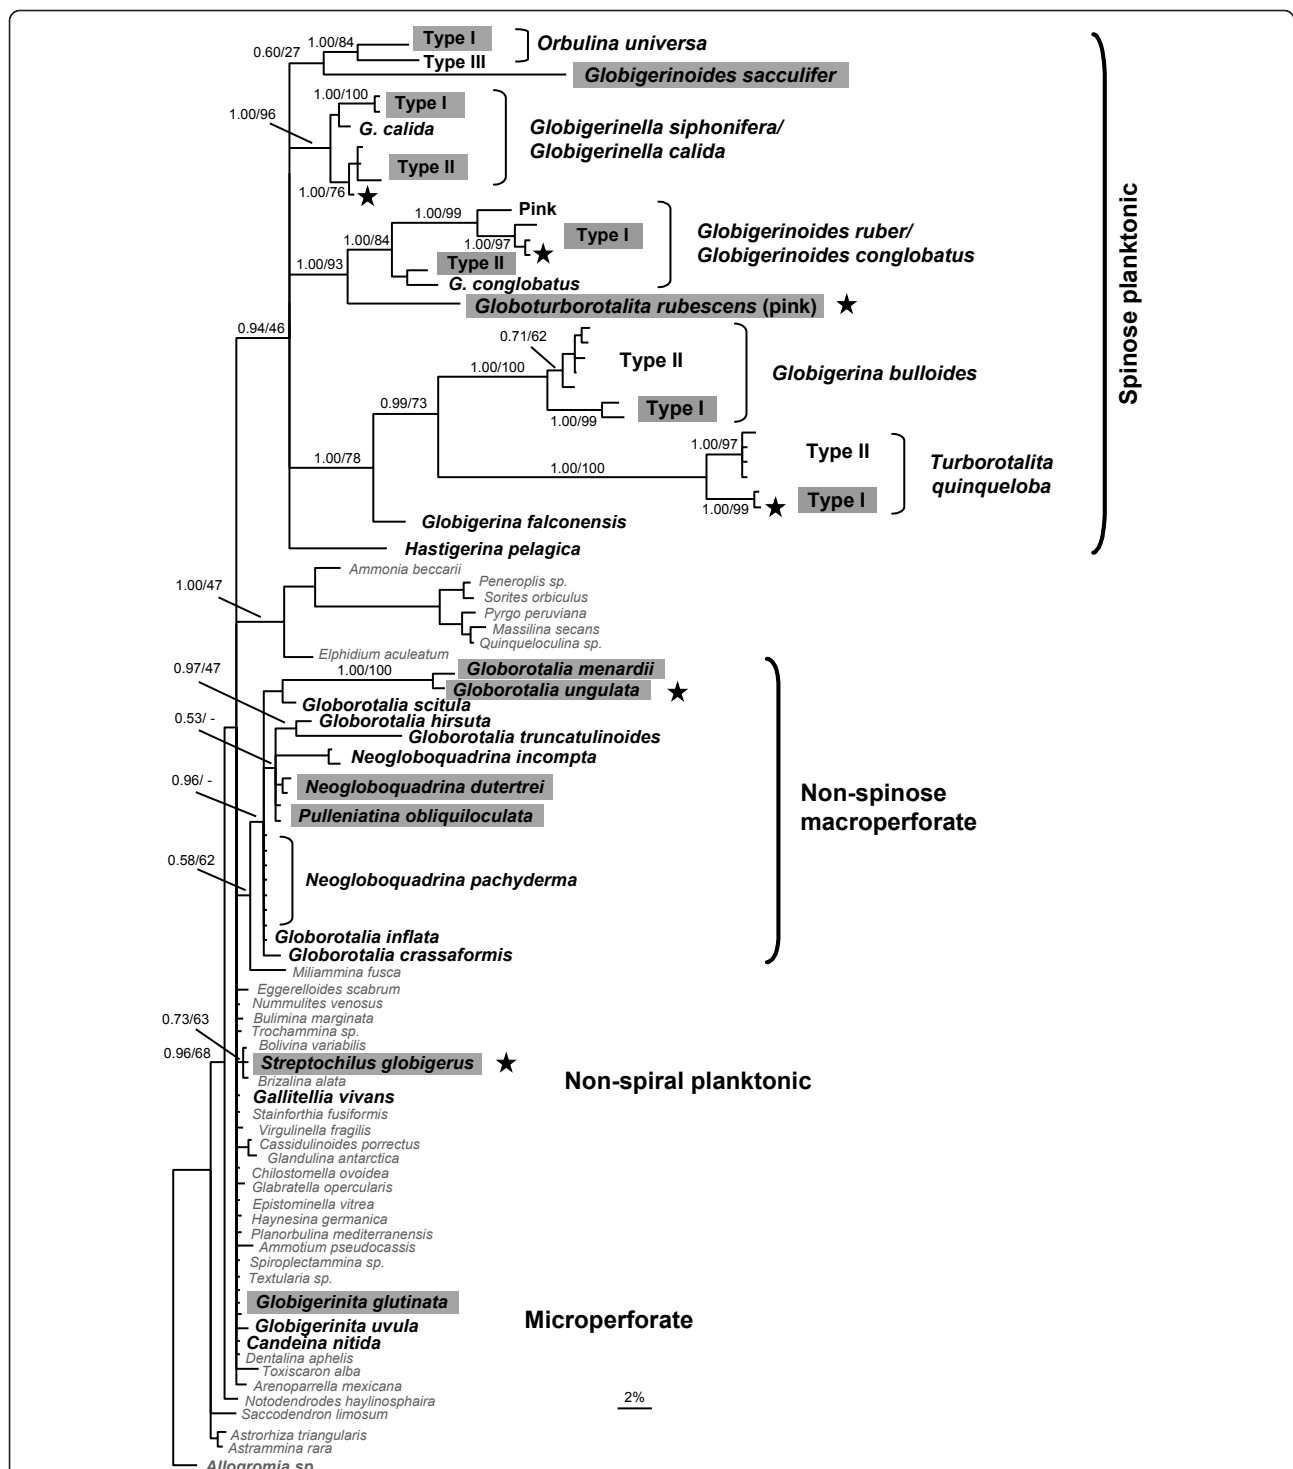 1.00/84
Type I
Orbulina universa
0.60/27
Type III
Globigerinoides sacculifer
1.00/100
Type I
1.00/96
G. calida
Globigerinella siphonifera/
Globigerinella calida
Type II
1.00/76
Pink
1.00/99
Type I
1.00/84
1.00/97
Globigerinoides ruber/
Globigerinoides conglobatus
1.00/93
Type II
G. conglobatus
Globoturborotalita rubescens (pink)
0.94/46
0.71/62
Type II
1.00/100
Globigerina bulloides
0.99/73
Type I
1.00/99
1.00/97
Type II
1.00/78
1.00/100
Turborotalita
quinqueloba
Type I
1.00/99
Globigerina falconensis
Hastigerina pelagica
Spinose planktonic
Ammonia beccarii
1.00/47
Peneroplis sp.
Sorites orbiculus
Pyrgo peruviana
Massilina secans
Quinqueloculina sp.
Elphidium aculeatum
0.97/47
1.00/100
Globorotalia menardii
Globorotalia ungulata
Globorotalia scitula
0.53/ -
Globorotalia hirsuta
Globorotalia truncatulinoides
Neogloboquadrina incompta
0.96/ -
Neogloboquadrina dutertrei
Pulleniatina obliquiloculata
Non-spinose
macroperforate
0.58/62
Neogloboquadrina pachyderma
Globorotalia inflata
Globorotalia crassaformis
Miliammina fusca
Eggerelloides scabrum
Nummulites venosus
0.73/63
Bulimina marginata
Trochammina sp.
0.96/68
Bolivina variabilis
Streptochilus globigerus
Non-spiral planktonic
Brizalina alata
Gallitellia vivans
Stainforthia fusiformis
Virgulinella fragilis
Cassidulinoides porrectus
Glandulina antarctica
Chilostomella ovoidea
Glabratella opercularis
Epistominella vitrea
Haynesina germanica
Planorbulina mediterranensis
Ammotium pseudocassis
Spiroplectammina sp.
Textularia sp.
Globigerinita glutinata
Microperforate
Globigerinita uvula
Candeina nitida
Dentalina aphelis
Toxiscaron alba
Arenoparrella mexicana
Notodendrodes haylinosphaira
2%
Saccodendron limosum
Astrorhiza triangularis
Astrammina rara
Allogromia sp.